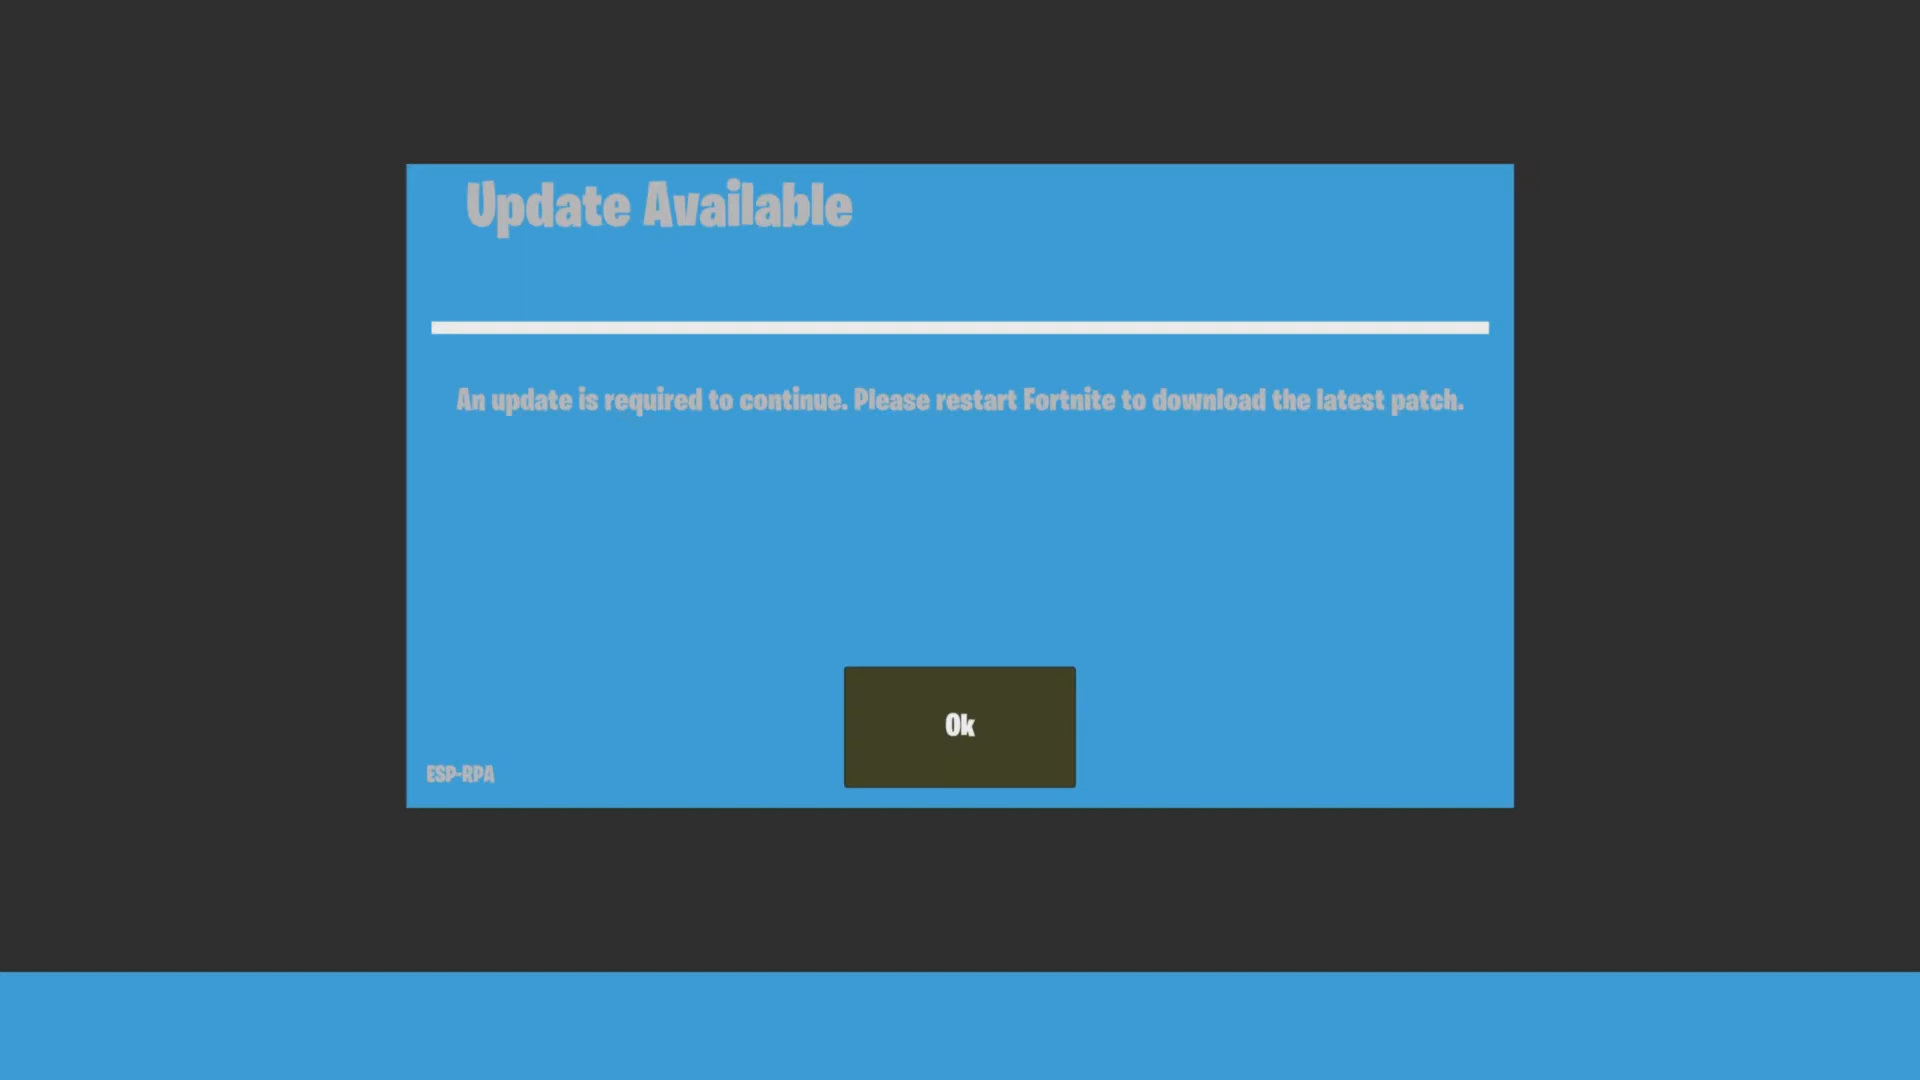 Update Available
An update is required to continue. Please restart Fortnite to download the latest patch.
Ok
ESP-RPA